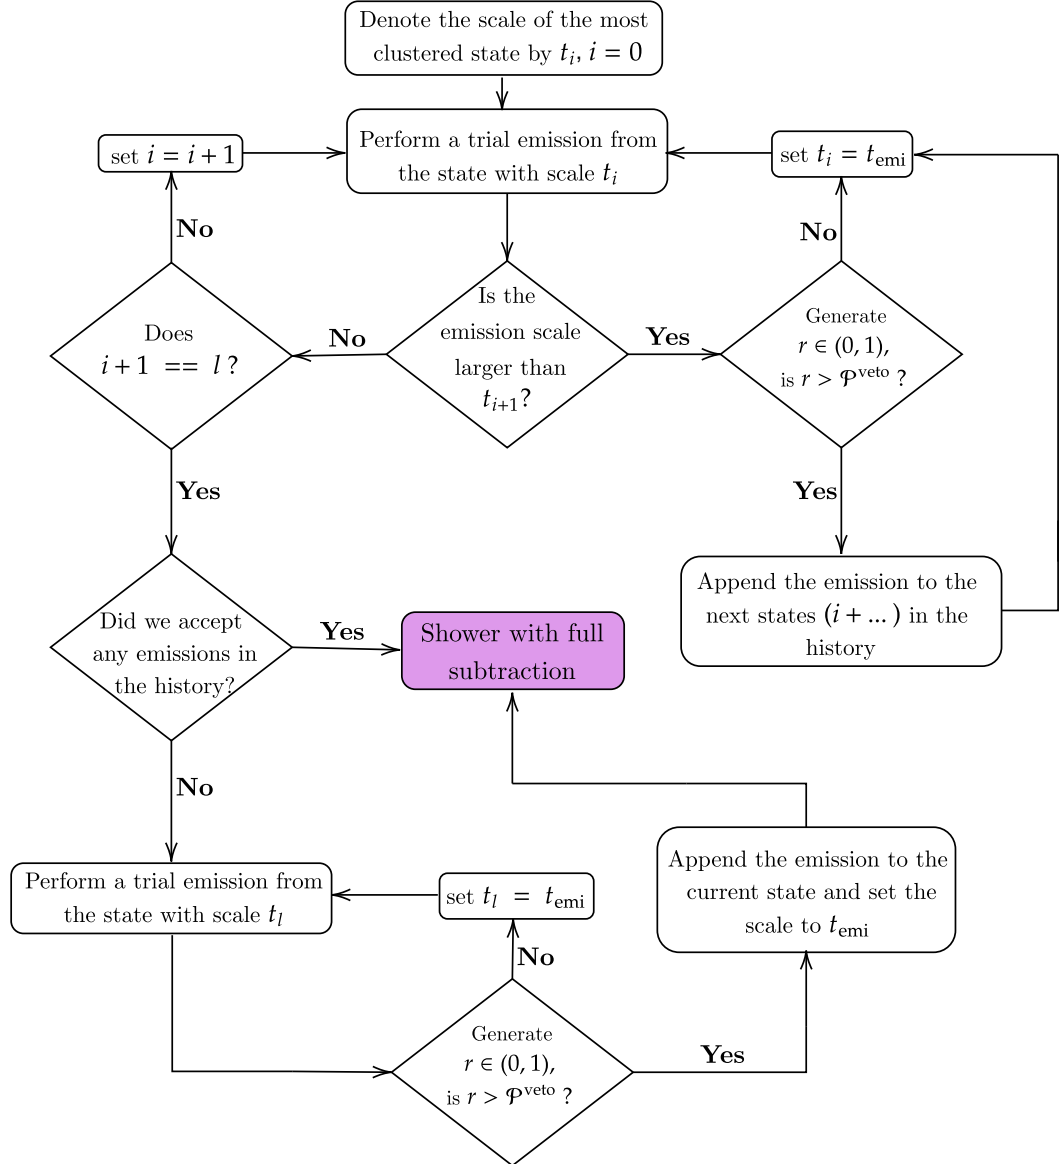 Denote the scale of the most
clustered state by tᵢ, i = 0
set i = i + 1
Perform a trial emission from
the state with scale tᵢ
set tᵢ = t_emi
No
No
Does
i + 1 == l ?
No
Is the
emission scale
larger than
t_{i+1}?
Yes
Generate
r ∈ (0, 1),
is r > 𝒫^veto ?
Yes
Yes
Did we accept
any emissions in
the history?
Yes
Shower with full
subtraction
Append the emission to the
next states (i + ...) in the
history
No
Perform a trial emission from
the state with scale t_l
set t_l = t_emi
Append the emission to the
current state and set the
scale to t_emi
No
Generate
r ∈ (0, 1),
is r > 𝒫^veto ?
Yes